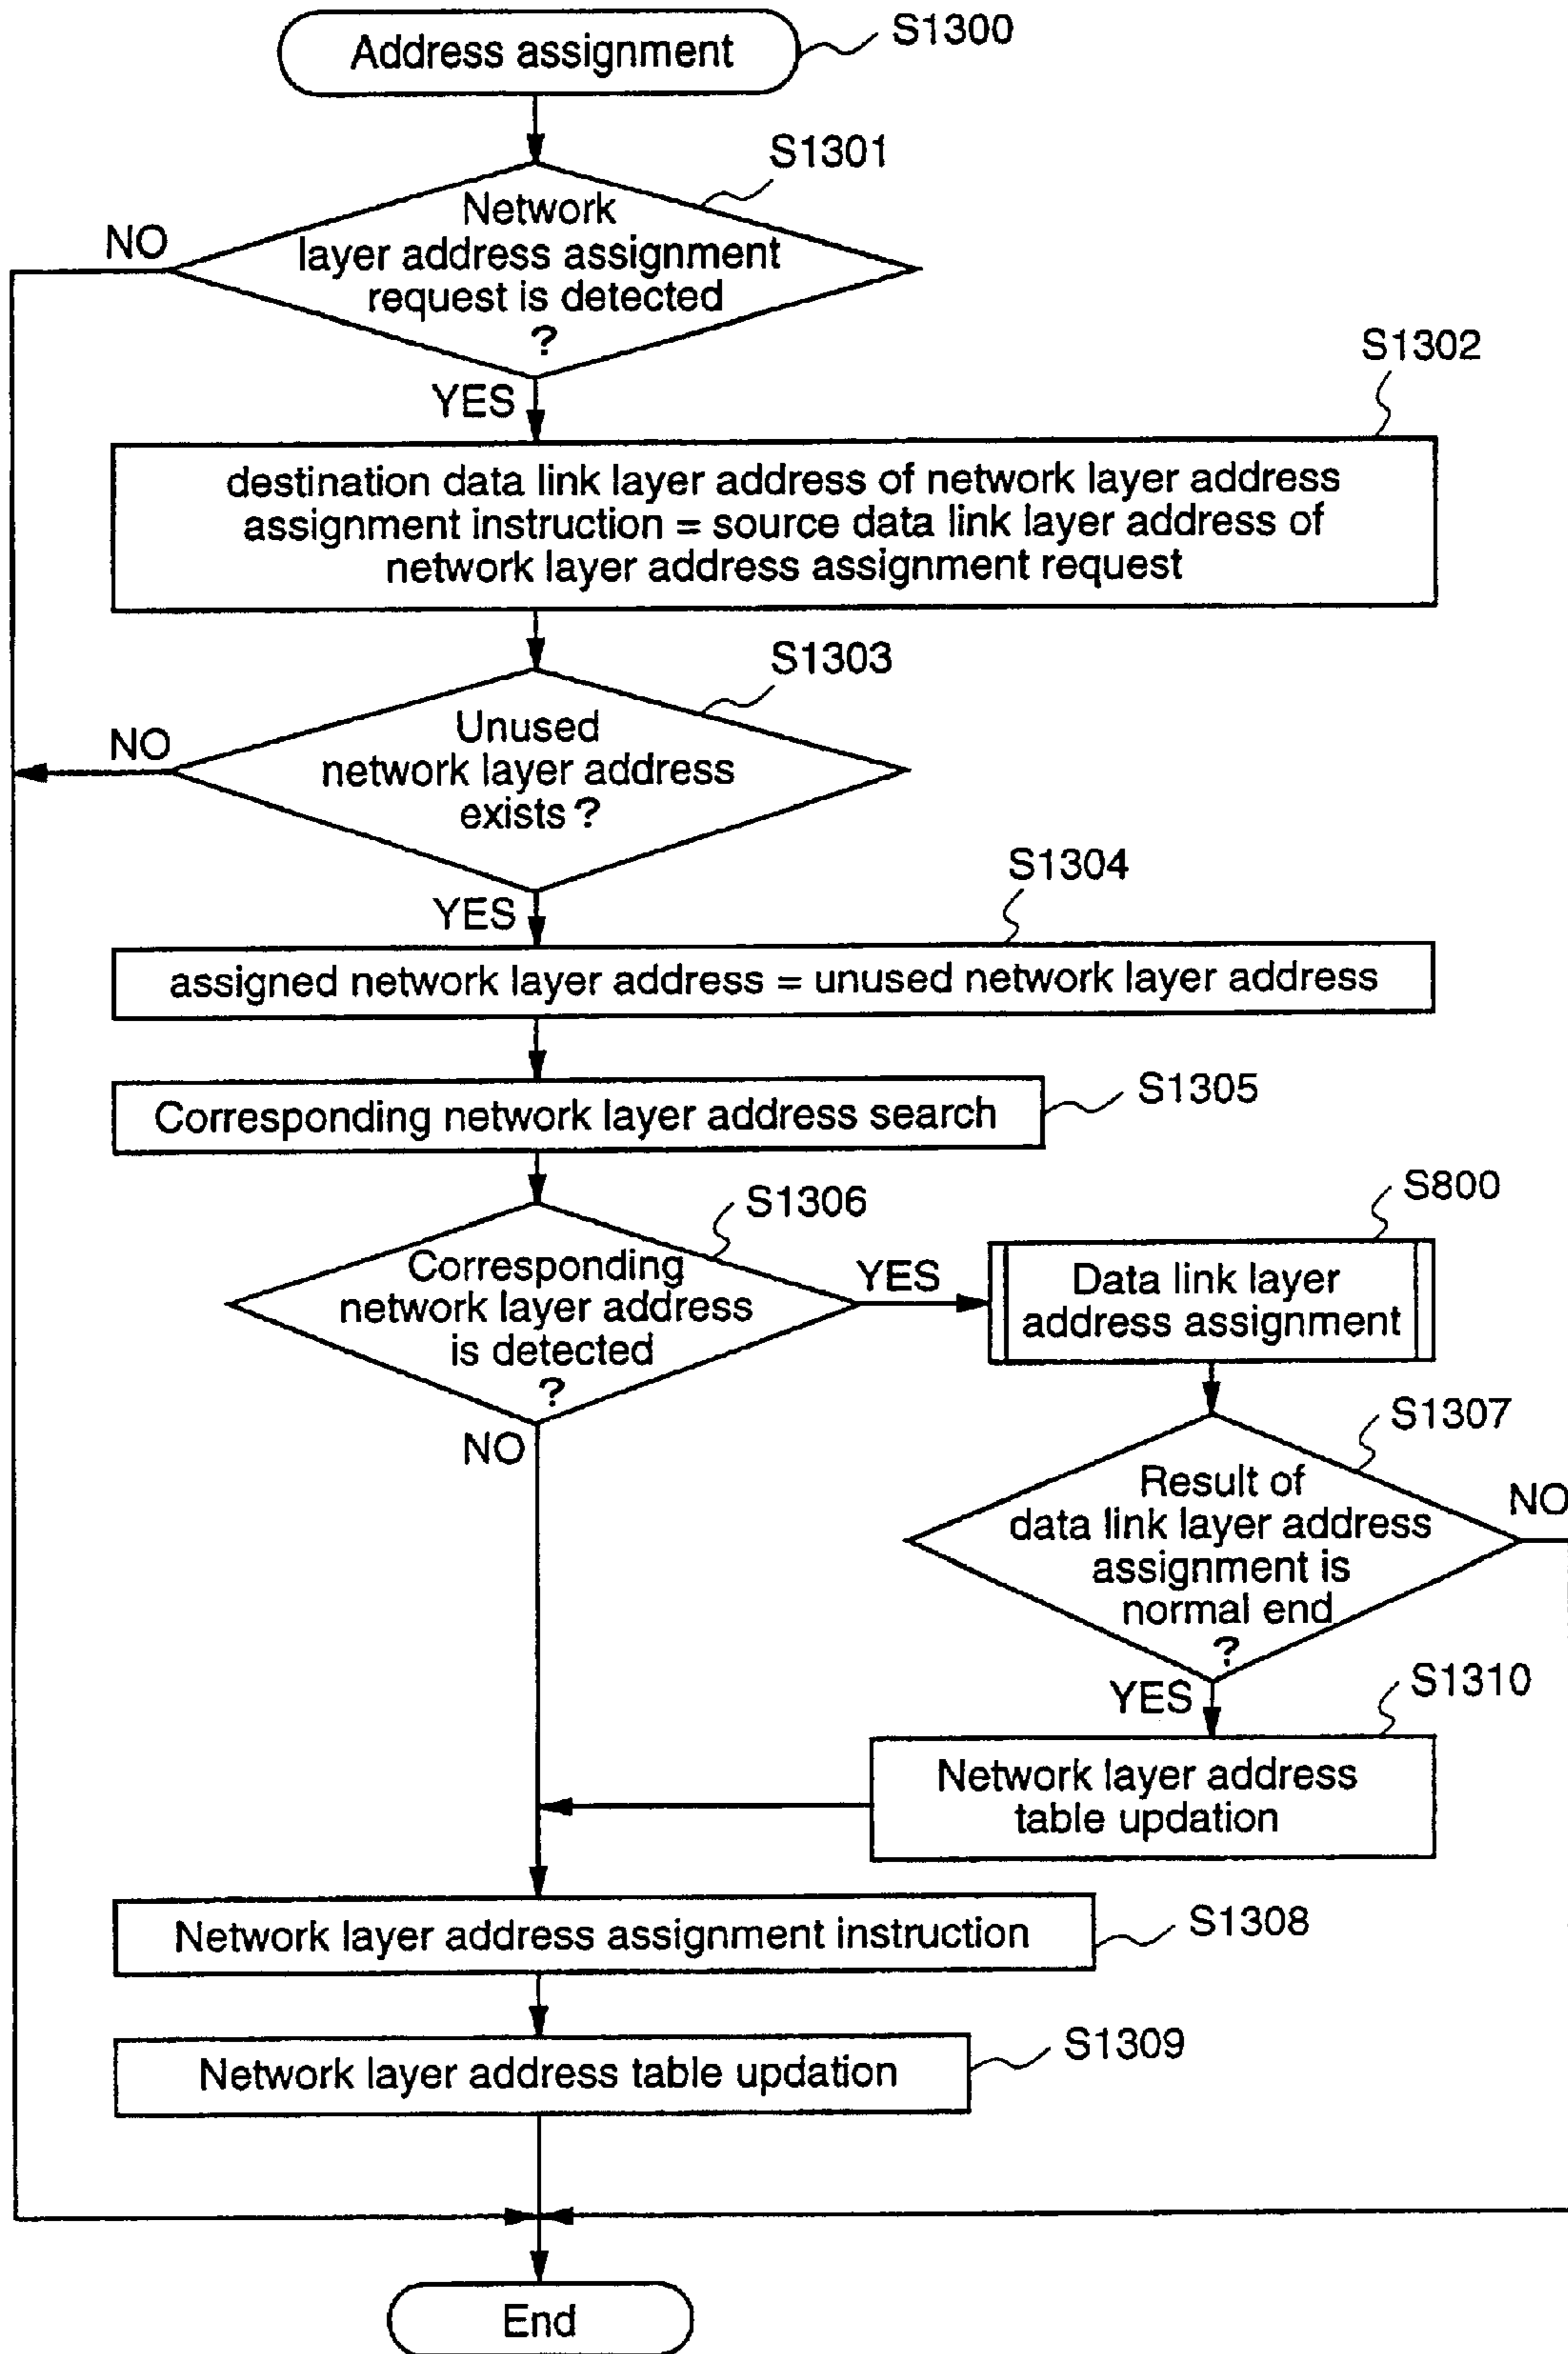 Address assignment
S1300
S1301
Network
layer address assignment
request is detected
?
NO
YES
S1302
destination data link layer address of network layer address
assignment instruction = source data link layer address of
network layer address assignment request
S1303
Unused
network layer address
exists ?
NO
YES
S1304
assigned network layer address = unused network layer address
Corresponding network layer address search
S1305
S1306
Corresponding
network layer address
is detected
?
YES
NO
S800
Data link layer
address assignment
S1307
Result of
data link layer address
assignment is
normal end
?
NO
YES
S1310
Network layer address
table updation
Network layer address assignment instruction
S1308
Network layer address table updation
S1309
End